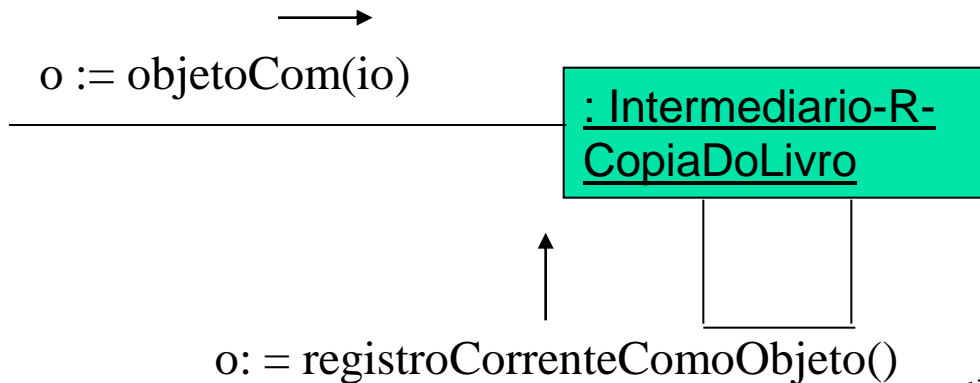 o := objetoCom(io)
: Intermediario-R-
CopiaDoLivro
o: = registroCorrenteComoObjeto()